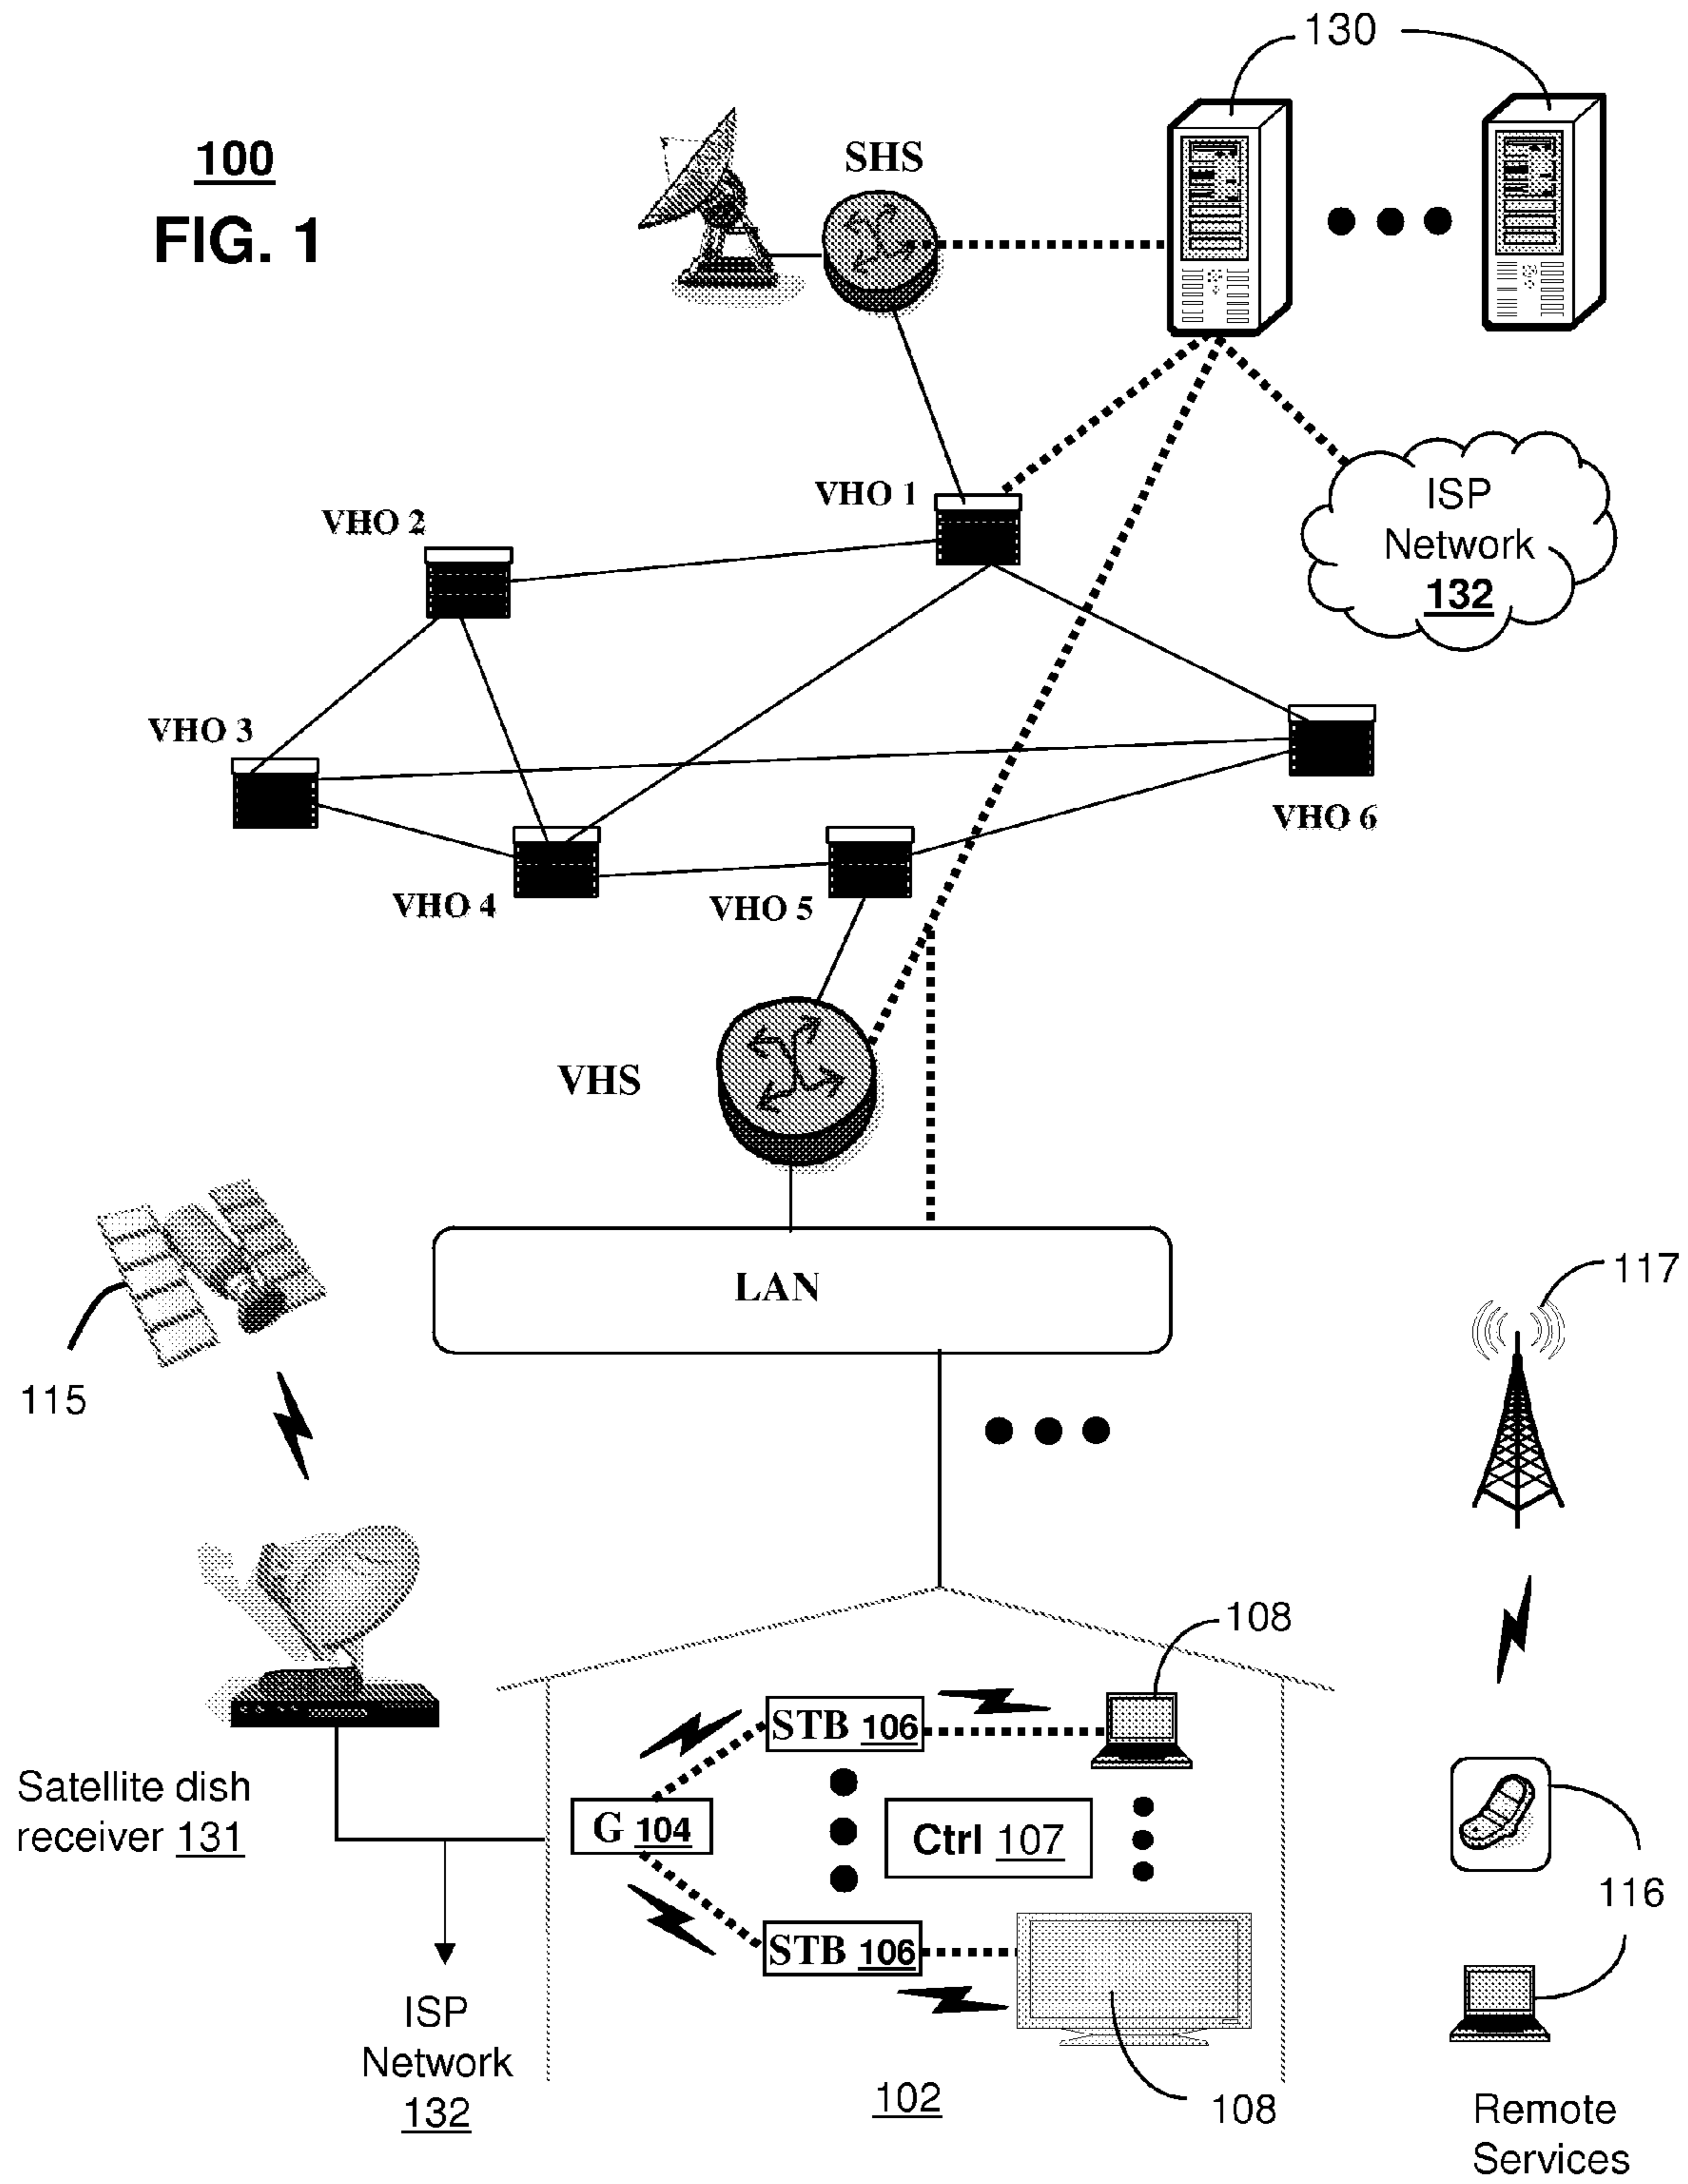 130
100
FIG. 1
SHS
ISP
Network
132
VHO 1
VHO 2
VHO 3
VHO 6
VHO 4
VHO 5
VHS
LAN
117
115
108
STB 106
Satellite dish
receiver 131
G 104
Ctrl 107
116
STB 106
ISP
Network
132
102
108
Remote
Services